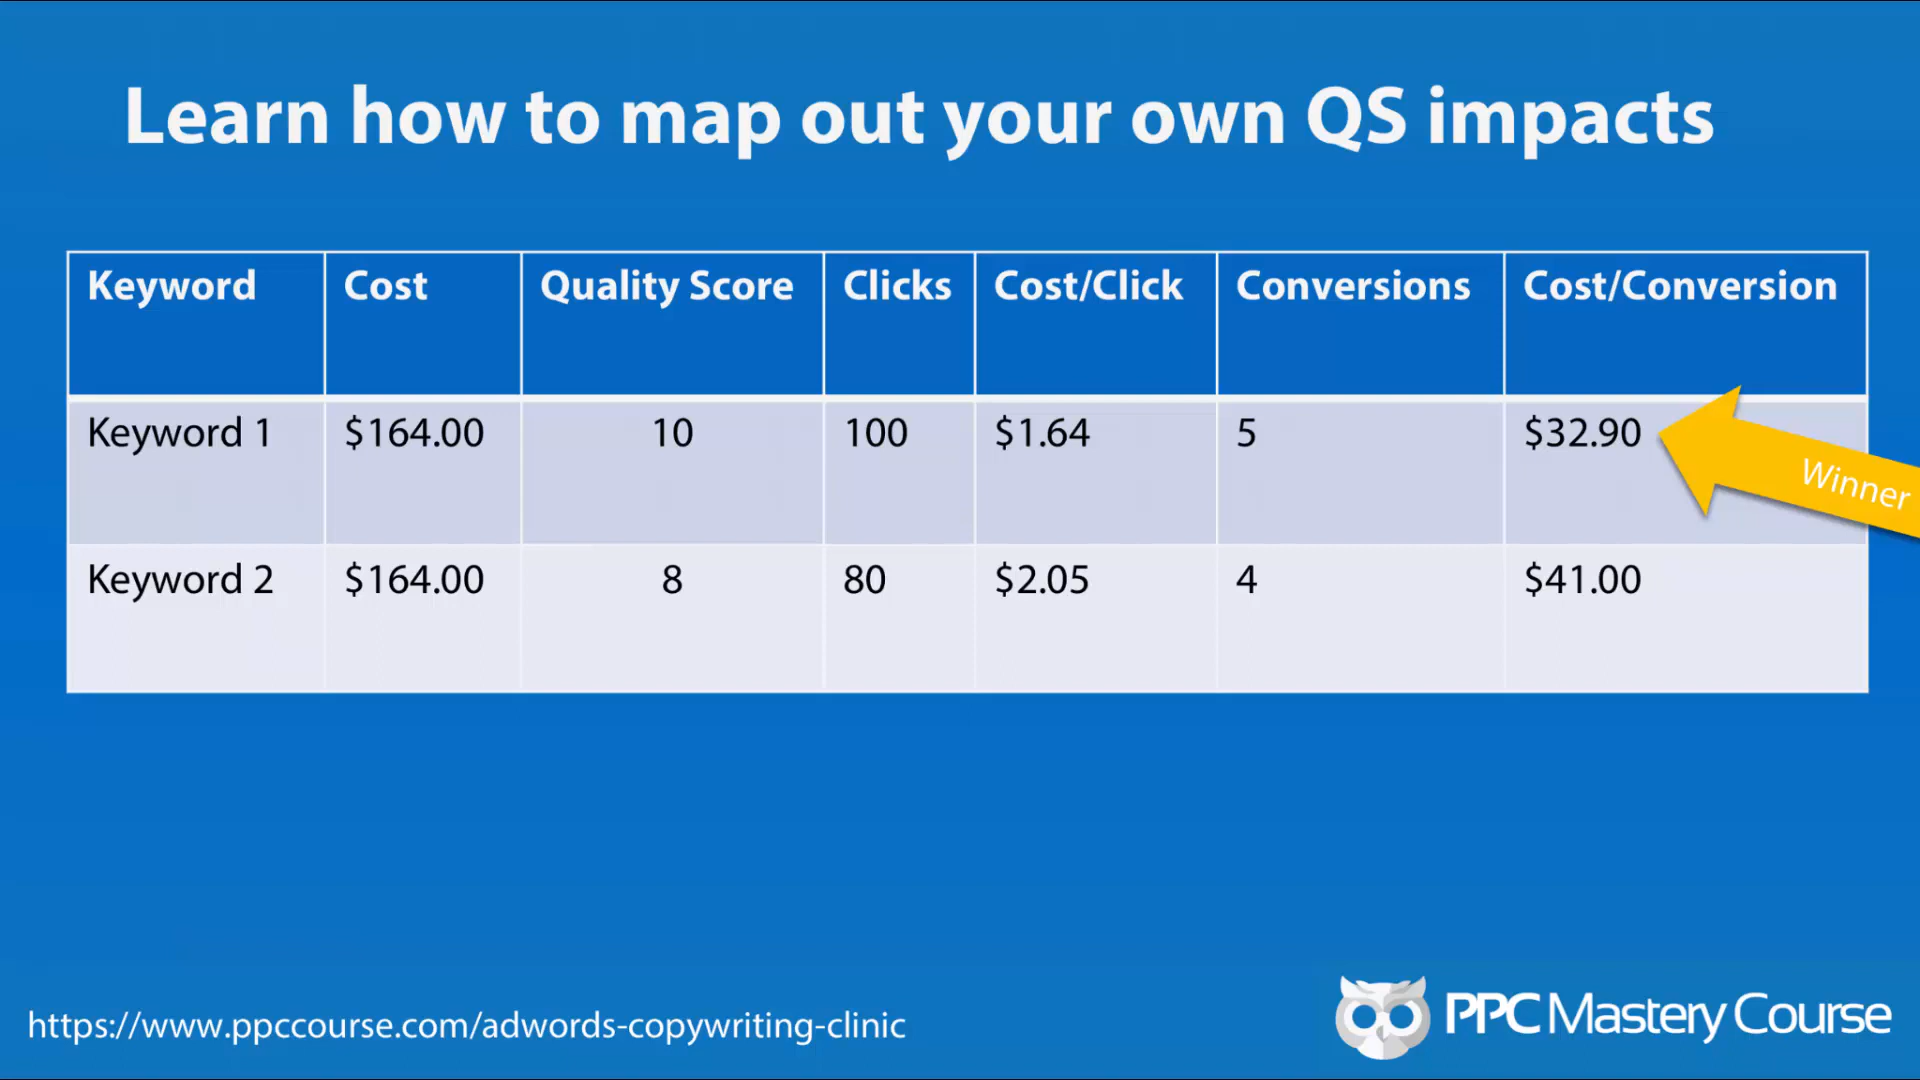 Learn how to map out your own QS impacts
Keyword Cost Quality Score Clicks Cost/Click Conversions Cost/Conversion
Keyword 1 $164.00 10 100 $1.64 5 $32.90
Winner
Keyword 2 $164.00 8 80 $2.05 4 $41.00
https://www.ppccourse.com/adwords-copywriting-clinic
PPC Mastery Course